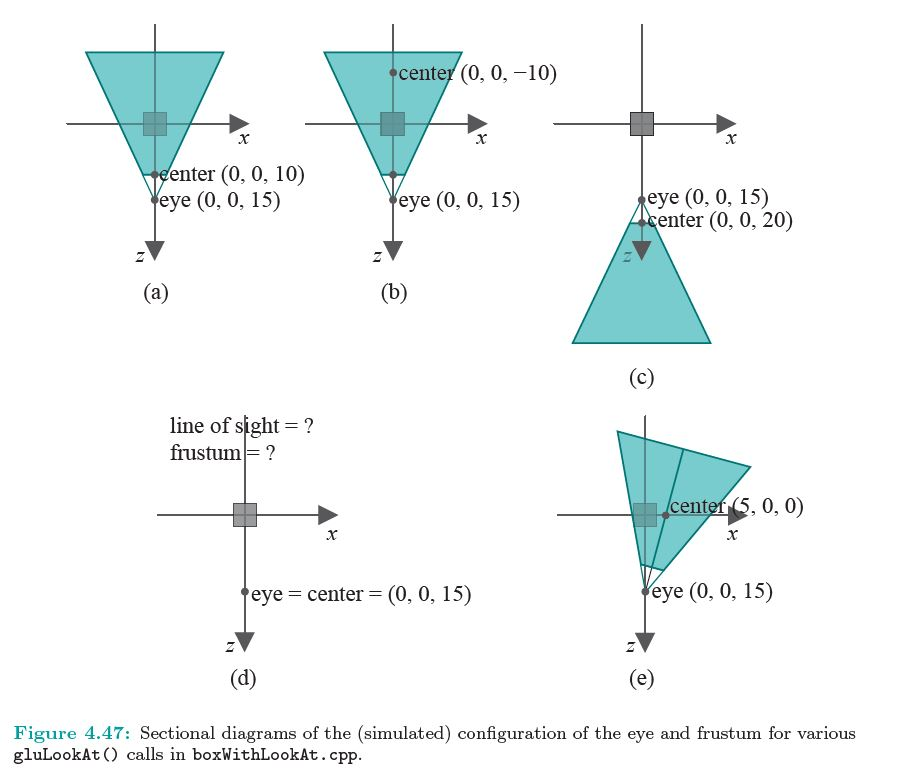 center (0, 0, −10)
x
x
x
center (0, 0, 10)
eye (0, 0, 15)
eye (0, 0, 15)
eye (0, 0, 15)
center (0, 0, 20)
z
z
z
(a)
(b)
(c)
line of sight = ?
frustum = ?
center (5, 0, 0)
x
x
eye = center = (0, 0, 15)
eye (0, 0, 15)
z
z
(d)
(e)
Figure 4.47: Sectional diagrams of the (simulated) configuration of the eye and frustum for various
gluLookAt() calls in boxWithLookAt.cpp.